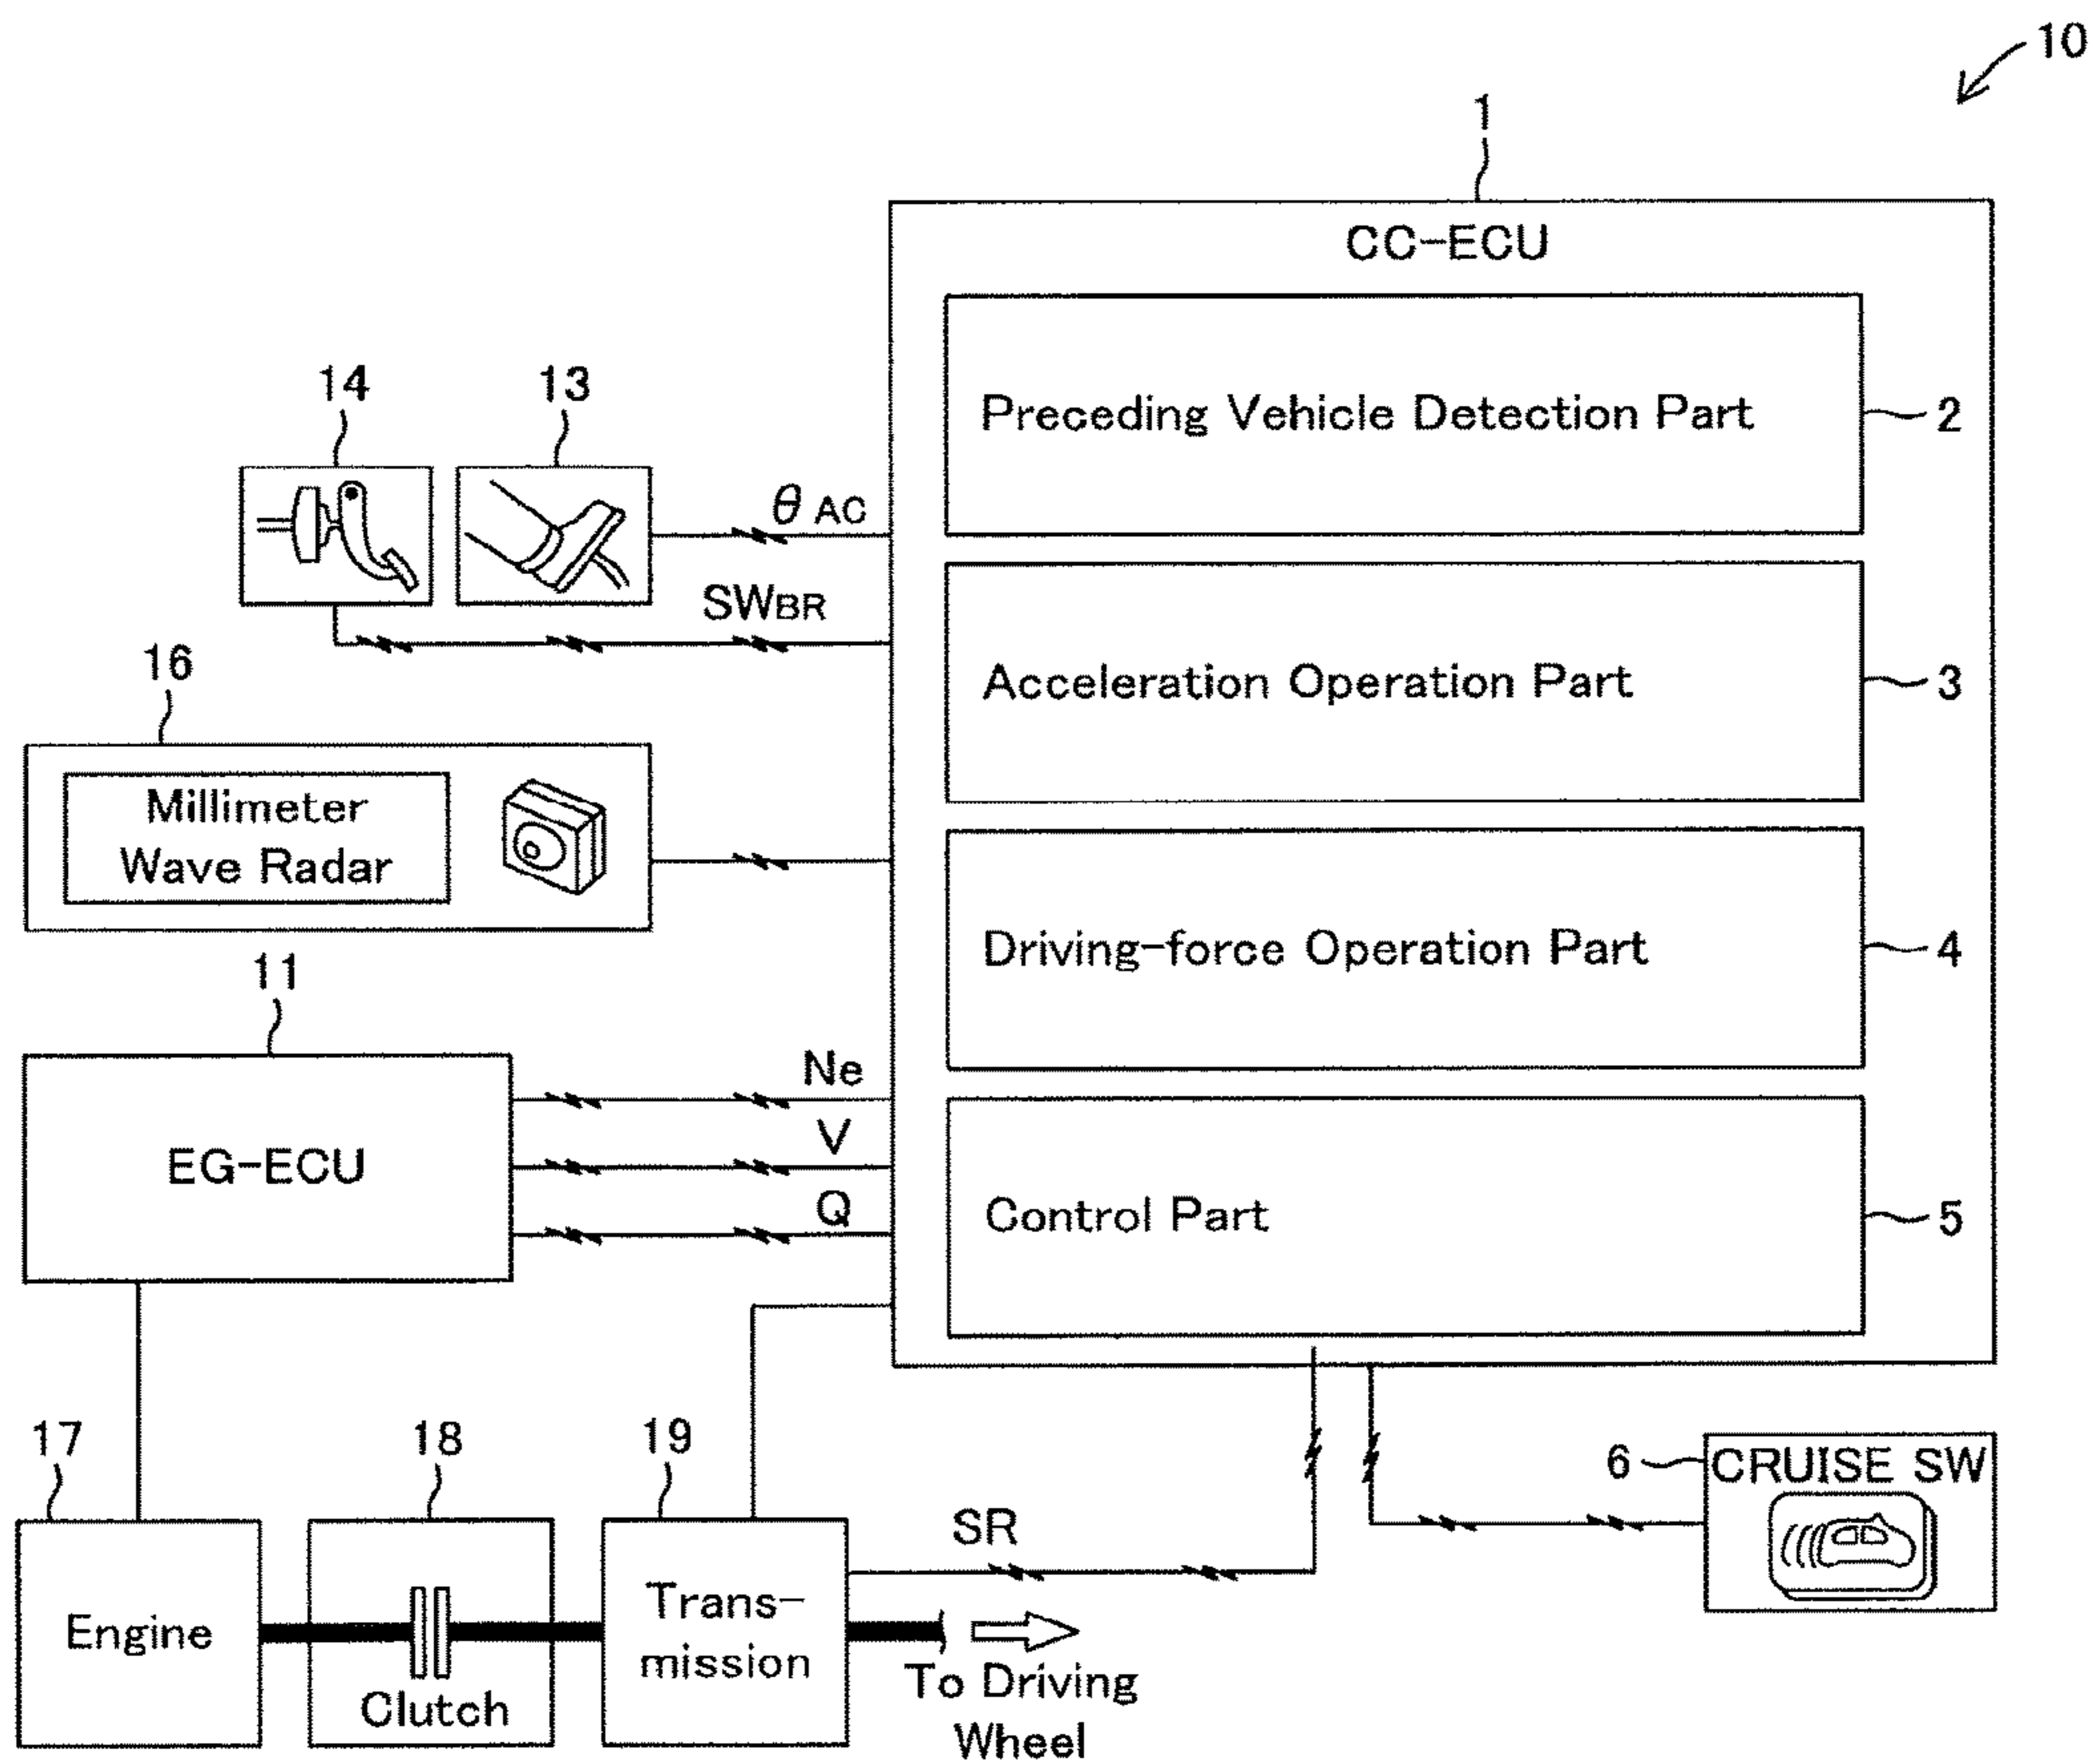 10
1
CC-ECU
Preceding Vehicle Detection Part
2
14
13
θ AC
SWBR
Acceleration Operation Part
3
16
Millimeter
Wave Radar
Driving-force Operation Part
4
11
EG-ECU
Ne
V
Q
Control Part
5
17
18
19
6
CRUISE SW
SR
Engine
Clutch
Trans-
mission
To Driving
Wheel